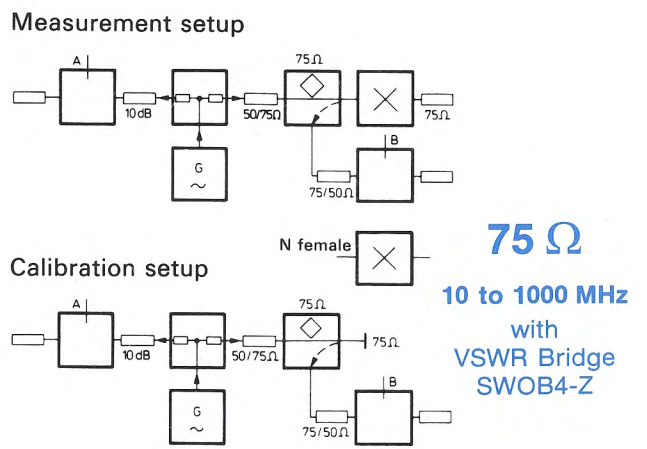 Measurement setup
A
75Ω
10 dB
50/75Ω
75Ω
B
G
~
75/50Ω
N female
75 Ω
Calibration setup
10 to 1000 MHz
with
VSWR Bridge
SWOB4-Z
A
75Ω
10 dB
50/75Ω
75Ω
B
G
~
75/50Ω